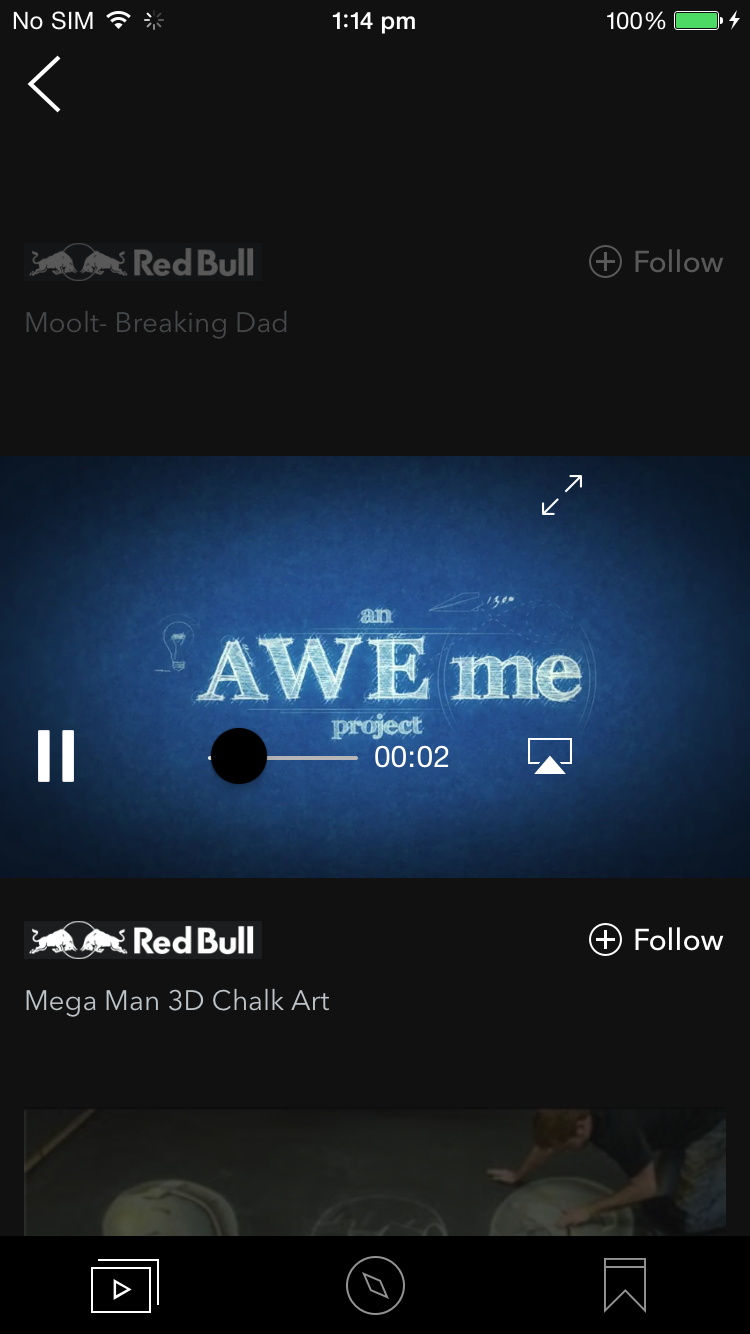 No SIM 1:14 pm 100%
Red Bull Follow
Moolt- Breaking Dad
an
AWE me
project
00:02
Red Bull Follow
Mega Man 3D Chalk Art